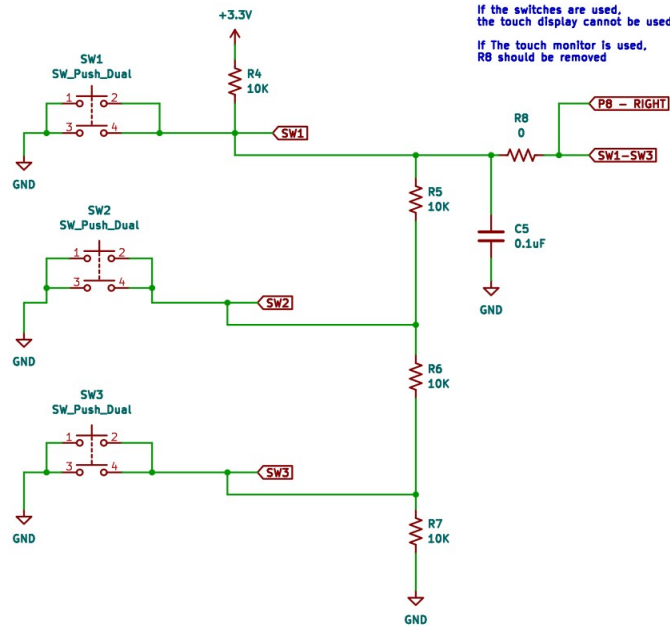 If the switches are used,
the touch display cannot be used
If The touch monitor is used,
R8 should be removed
+3.3V
SW1
SW_Push_Dual
1 2
3 4
GND
R4
10K
SW1
R8
0
P8 - RIGHT
SW1-SW3
R5
10K
C5
0.1uF
GND
SW2
SW_Push_Dual
1 2
3 4
GND
SW2
R6
10K
SW3
SW_Push_Dual
1 2
3 4
GND
SW3
R7
10K
GND